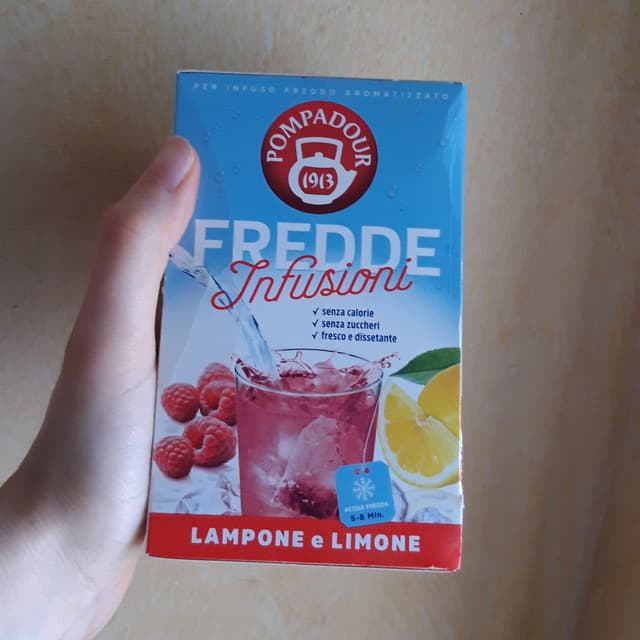 PER INFUSO FREDDO AROMATIZZATO
POMPADOUR
1913
FREDDE
Infusioni
✓ senza calorie
✓ senza zuccheri
✓ fresco e dissetante
ACQUA FREDDA
5-8 Min.
LAMPONE e LIMONE